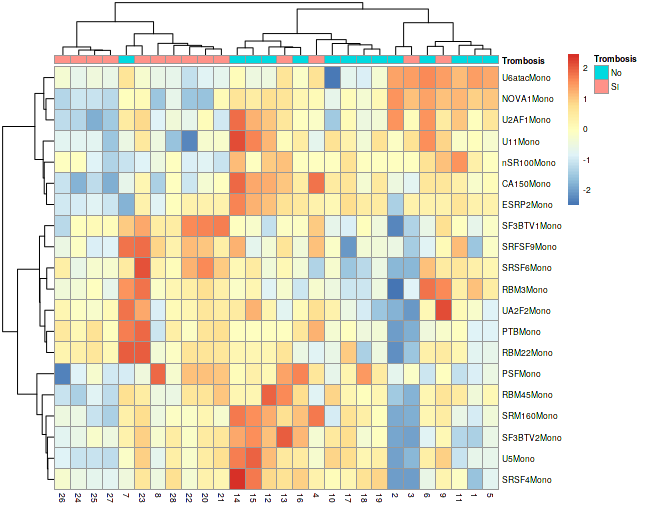 Trombosis
Trombosis
No
SI
U6atacMono
NOVA1Mono
U2AF1Mono
U11Mono
nSR100Mono
CA150Mono
ESRP2Mono
SF3BTV1Mono
SRFSF9Mono
SRSF6Mono
RBM3Mono
UA2F2Mono
PTBMono
RBM22Mono
PSFMono
RBM45Mono
SRM160Mono
SF3BTV2Mono
U5Mono
SRSF4Mono
2
1
0
-1
-2
26 24 25 27 7 23 8 28 22 20 21 14 15 12 13 16 4 10 17 18 19 2 3 6 9 11 1 5